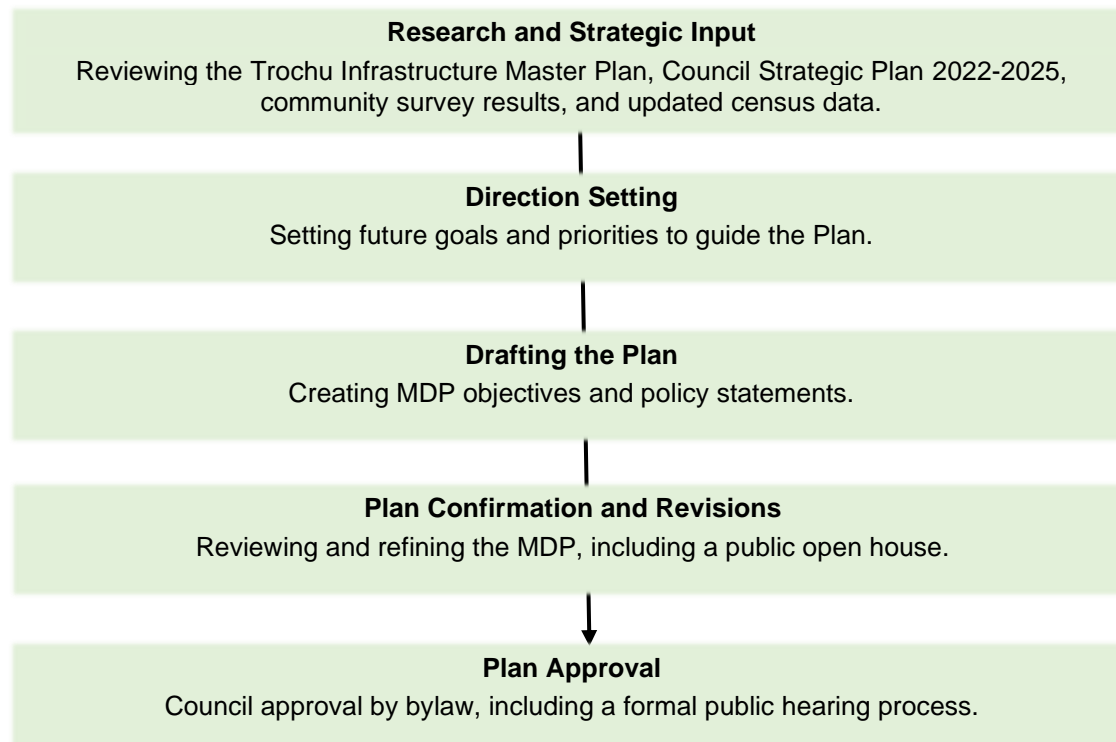 Research and Strategic Input
Reviewing the Trochu Infrastructure Master Plan, Council Strategic Plan 2022-2025,
community survey results, and updated census data.
Direction Setting
Setting future goals and priorities to guide the Plan.
Drafting the Plan
Creating MDP objectives and policy statements.
Plan Confirmation and Revisions
Reviewing and refining the MDP, including a public open house.
Plan Approval
Council approval by bylaw, including a formal public hearing process.